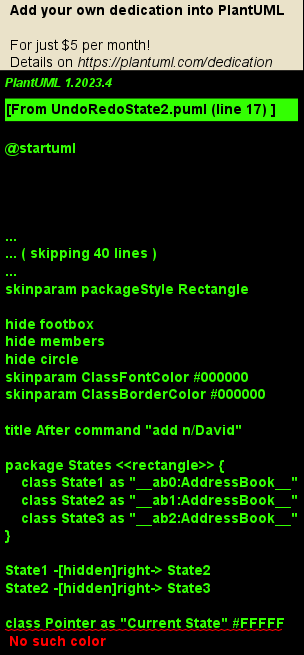 Add your own dedication into PlantUML
For just $5 per month!
Details on https://plantuml.com/dedication
PlantUML 1.2023.4
[From UndoRedoState2.puml (line 17) ]
@startuml
...
... ( skipping 40 lines )
...
skinparam packageStyle Rectangle
hide footbox
hide members
hide circle
skinparam ClassFontColor #000000
skinparam ClassBorderColor #000000
title After command "add n/David"
package States <<rectangle>> {
class State1 as "__ab0:AddressBook__"
class State2 as "__ab1:AddressBook__"
class State3 as "__ab2:AddressBook__"
}
State1 -[hidden]right-> State2
State2 -[hidden]right-> State3
class Pointer as "Current State" #FFFFF
No such color